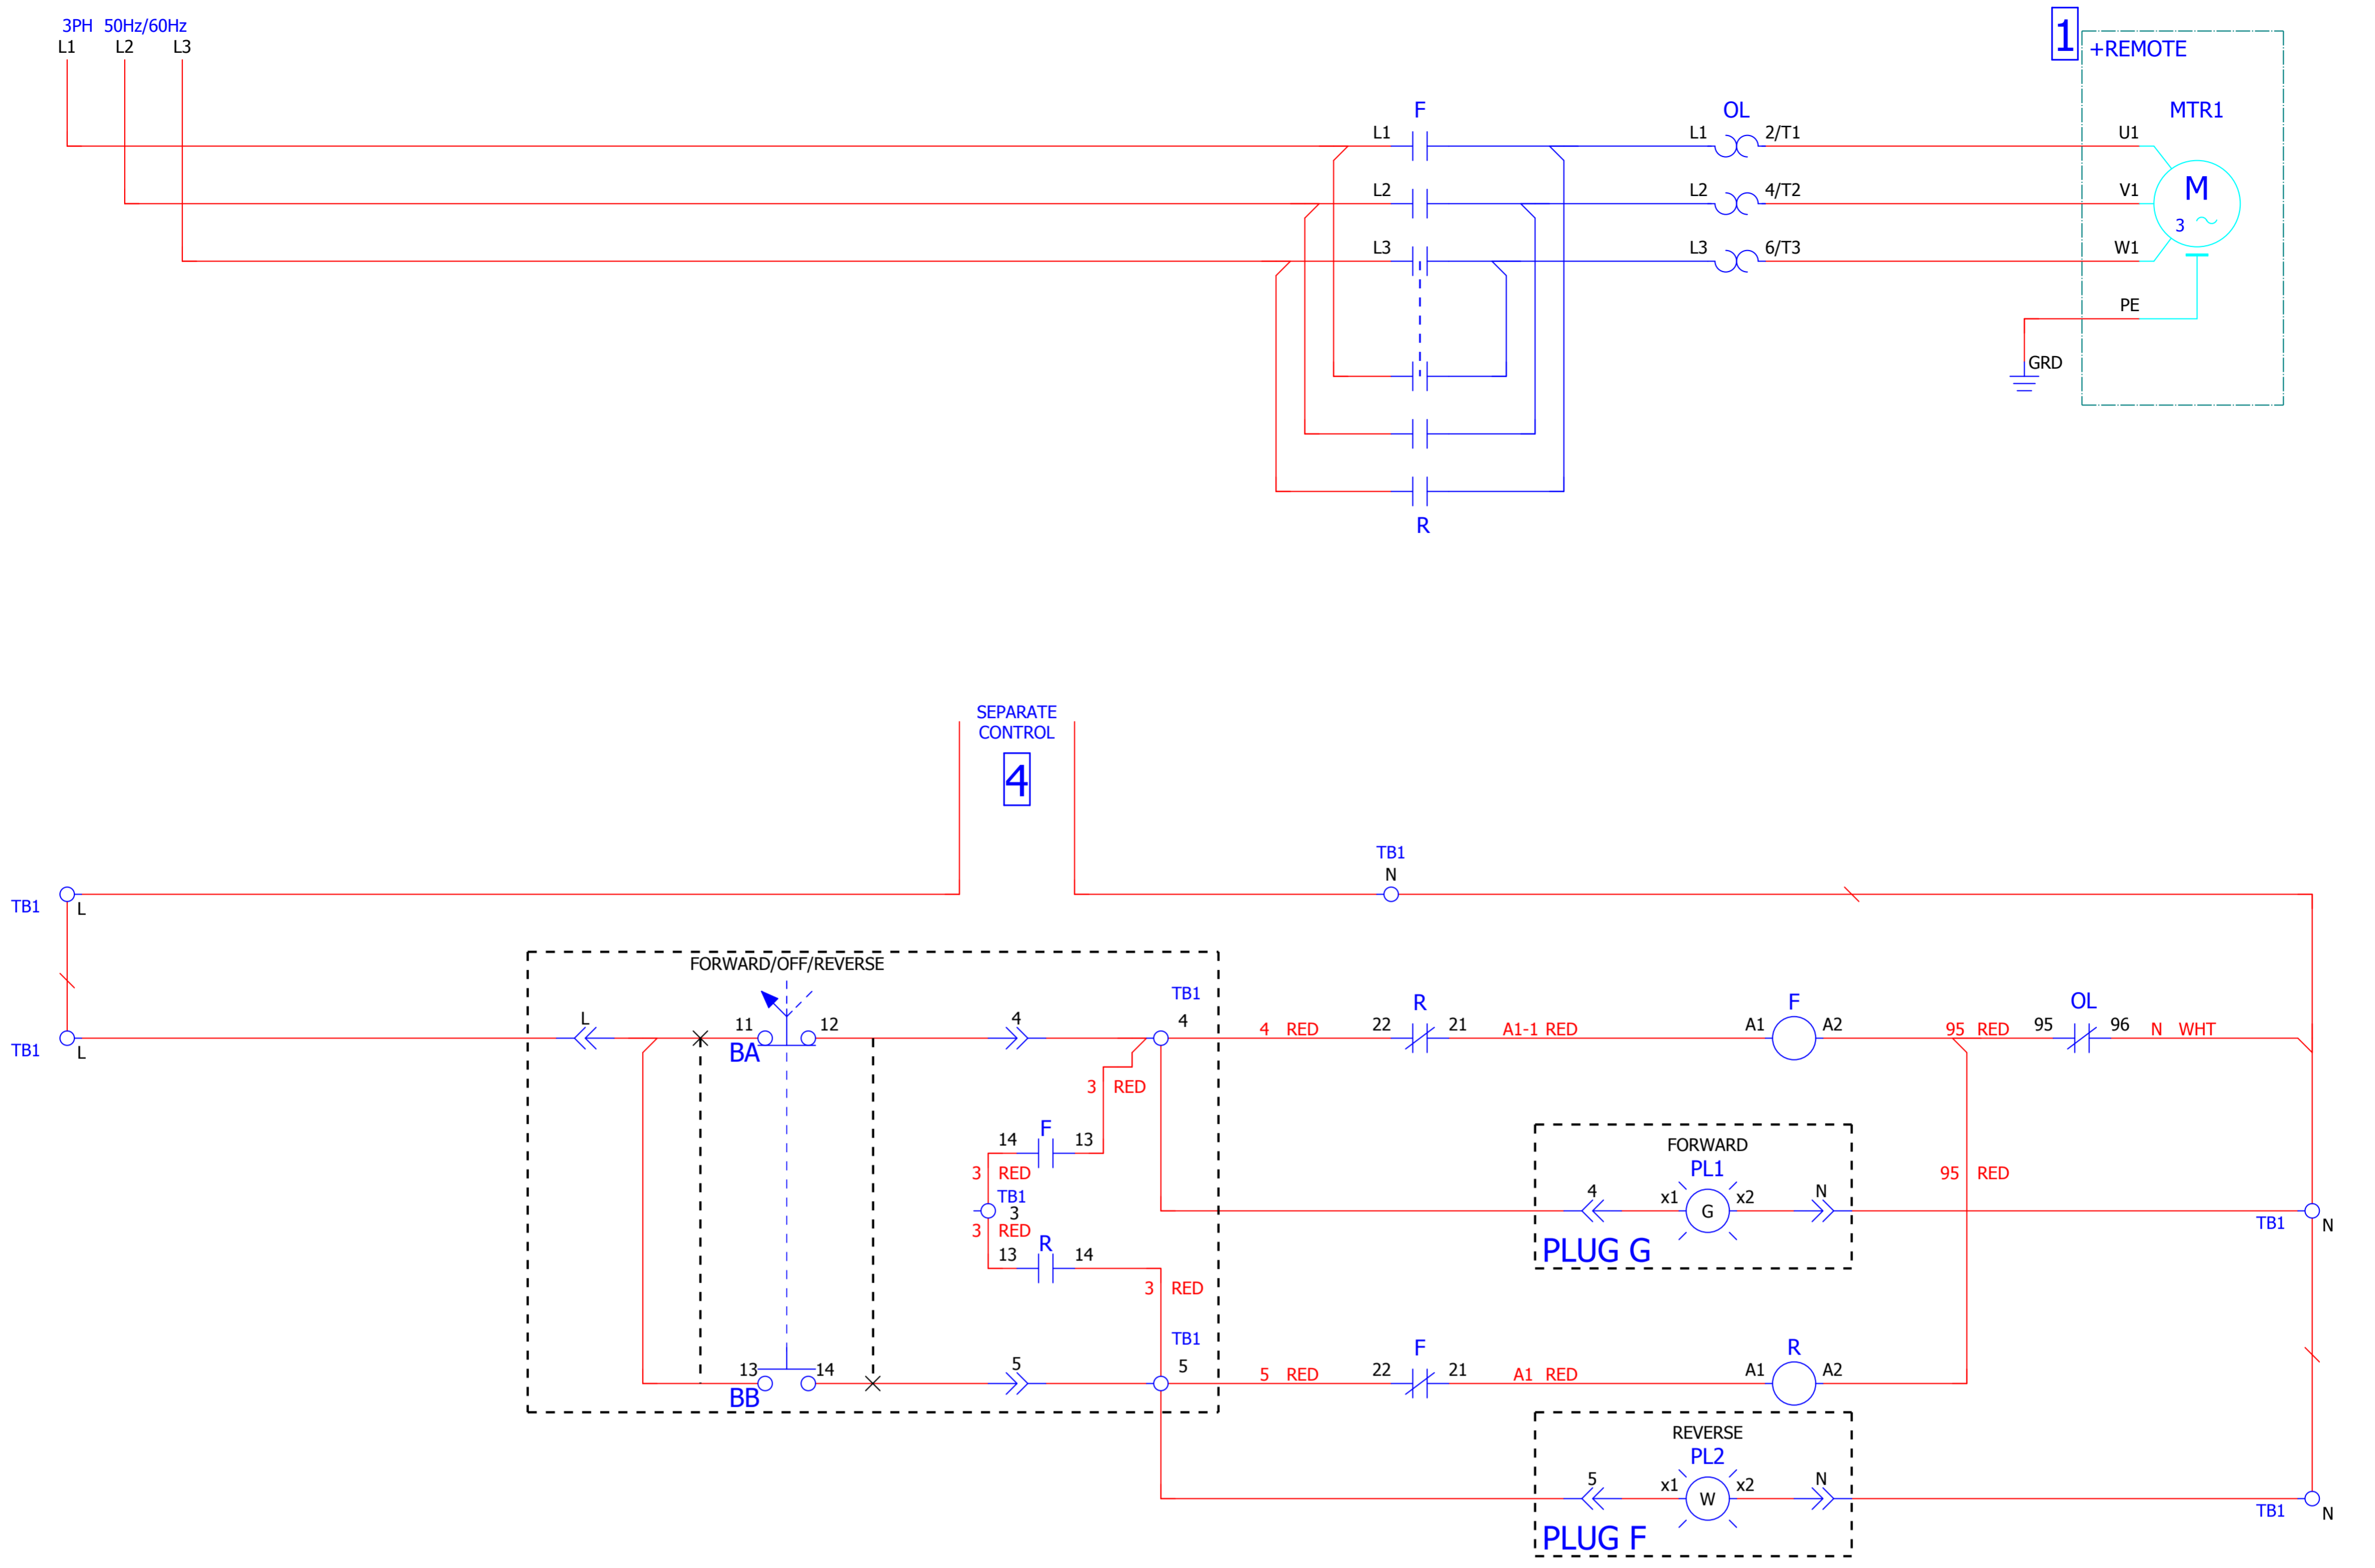 3PH 50Hz/60Hz
L1 L2 L3
1
+REMOTE
F
OL
MTR1
L1
L1
2/T1
U1
L2
L2
4/T2
V1
M
3
L3
L3
6/T3
W1
PE
GRD
R
SEPARATE
CONTROL
4
TB1
N
TB1
L
FORWARD/OFF/REVERSE
TB1
L
L
11
12
BA
4
TB1
4
4 RED
R
22
21
A1-1 RED
F
A1
A2
95 RED
OL
95
96
N WHT
3 RED
F
14
13
3 RED
TB1
3
3 RED
R
13
14
3 RED
FORWARD
PL1
4
x1
x2
G
N
PLUG G
95 RED
TB1
N
13
14
BB
5
TB1
5
5 RED
F
22
21
A1 RED
R
A1
A2
REVERSE
PL2
5
x1
x2
W
N
PLUG F
TB1
N